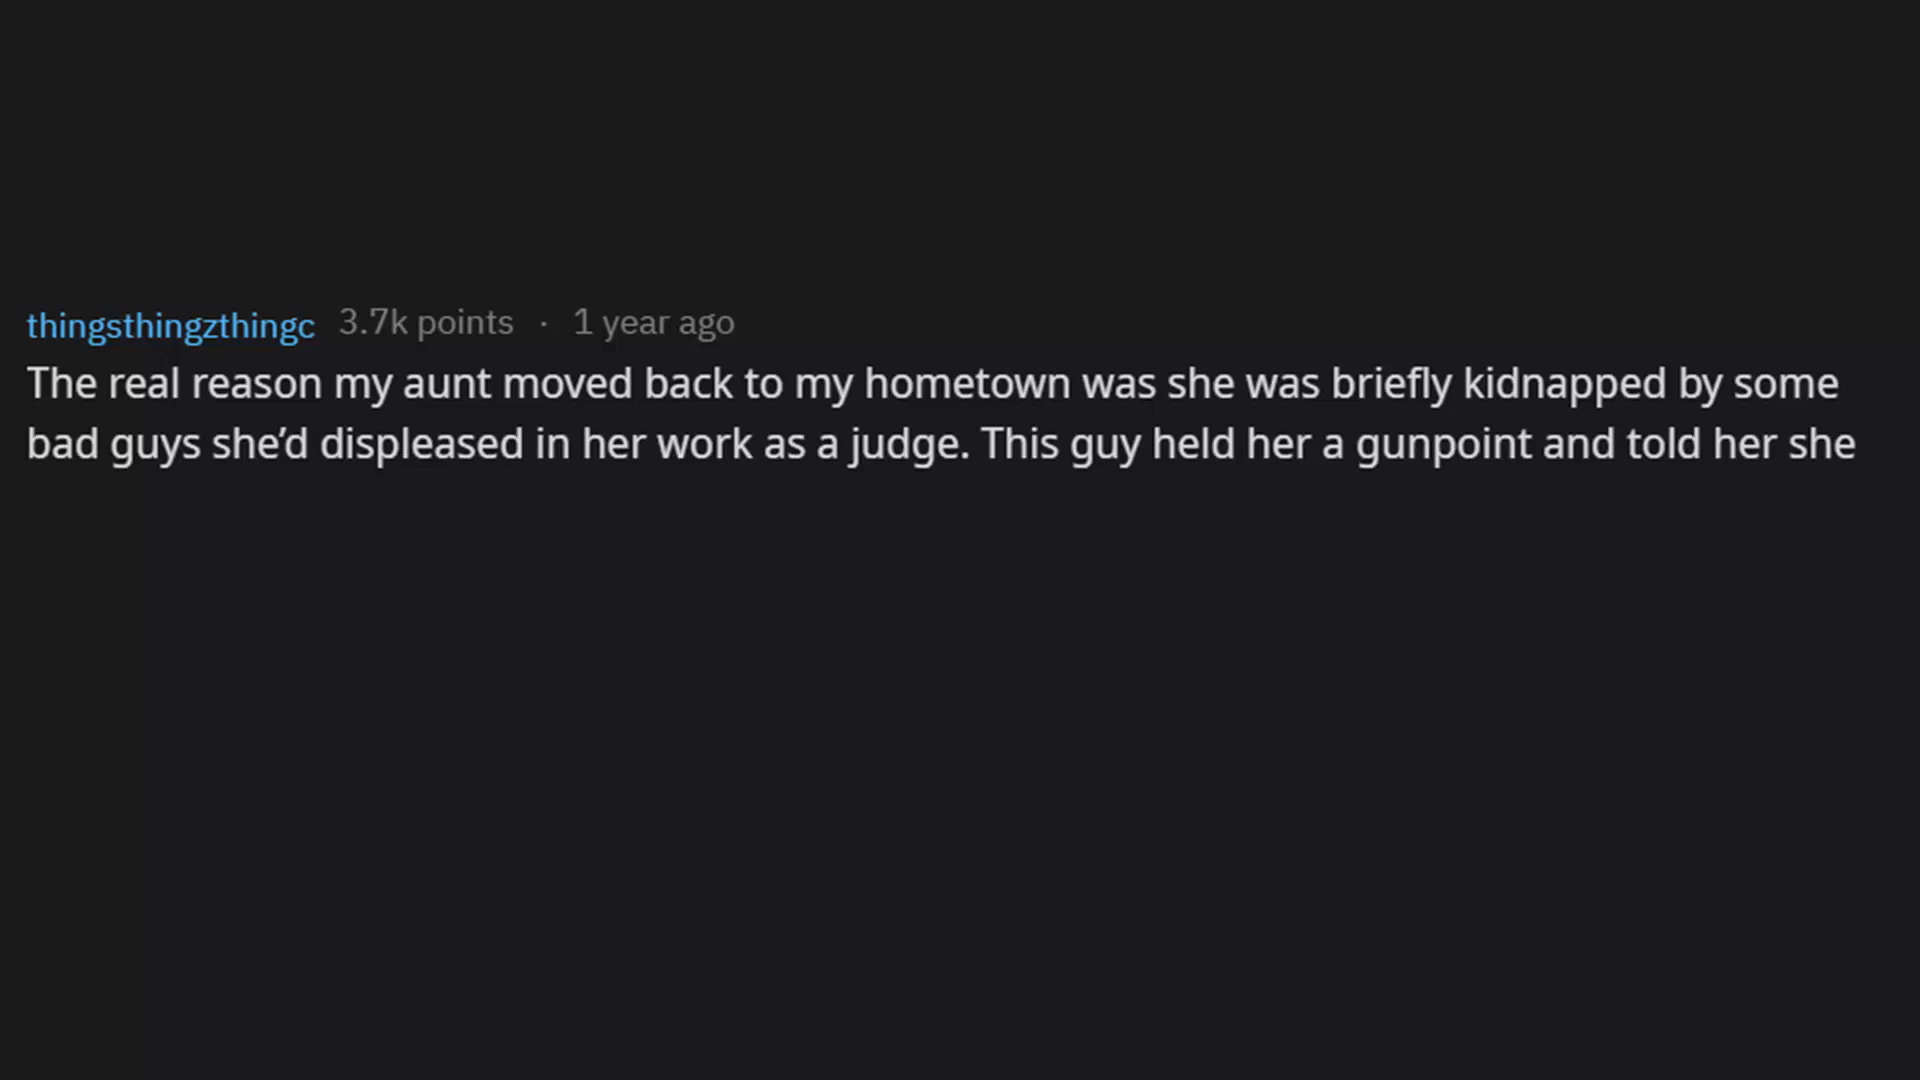 thingsthingzthingc 3.7k points · 1 year ago
The real reason my aunt moved back to my hometown was she was briefly kidnapped by some
bad guys she’d displeased in her work as a judge. This guy held her a gunpoint and told her she